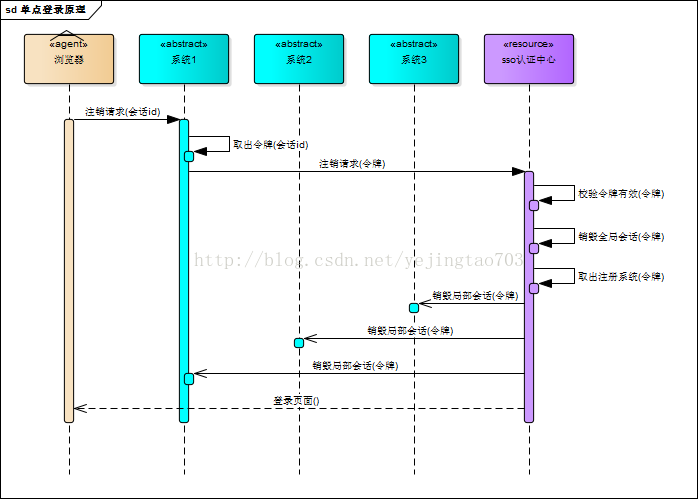 sd 单点登录原理
«agent»
浏览器
«abstract»
系统1
«abstract»
系统2
«abstract»
系统3
«resource»
sso认证中心
注销请求(会话id)
取出令牌(会话id)
注销请求(令牌)
校验令牌有效(令牌)
销毁全局会话(令牌)
http://blog.csdn.net/yejingtao703
取出注册系统(令牌)
销毁局部会话(令牌)
销毁局部会话(令牌)
销毁局部会话(令牌)
登录页面()